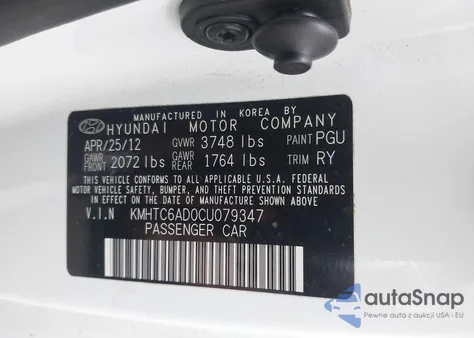 MANUFACTURED IN KOREA BY
HYUNDAI MOTOR COMPANY
APR/25/12 GVWR 3748 lbs PAINT PGU
GAWR FRONT 2072 lbs GAWR REAR 1764 lbs TRIM RY
THIS VEHICLE CONFORMS TO ALL APPLICABLE U.S.A. FEDERAL
MOTOR VEHICLE SAFETY, BUMPER, AND THEFT PREVENTION
STANDARDS IN EFFECT ON THE DATE OF MANUFACTURE SHOWN
ABOVE.
V.I.N KMHTC6AD0CU079347
PASSENGER CAR
autaSnap
Pewne auta z aukcji USA i EU